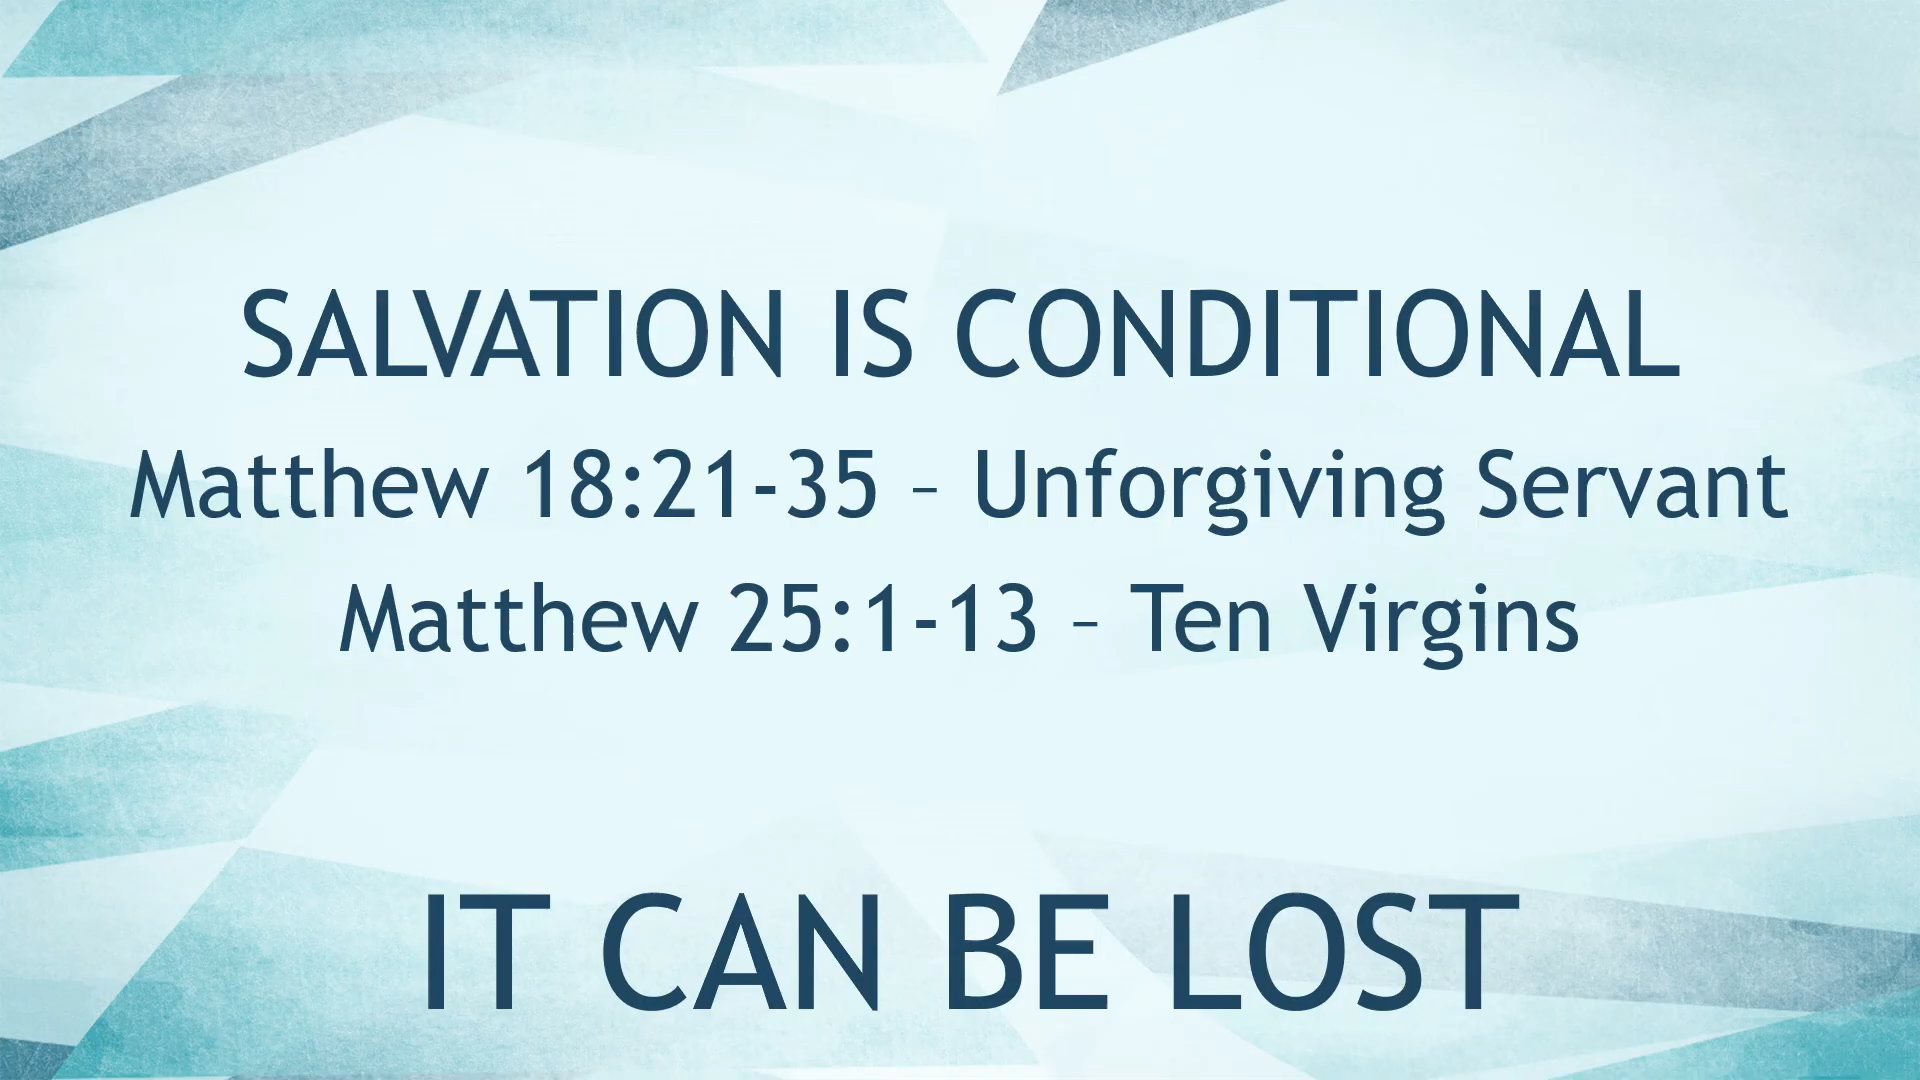 SALVATION IS CONDITIONAL
Matthew 18:21-35 – Unforgiving Servant
Matthew 25:1-13 – Ten Virgins
IT CAN BE LOST